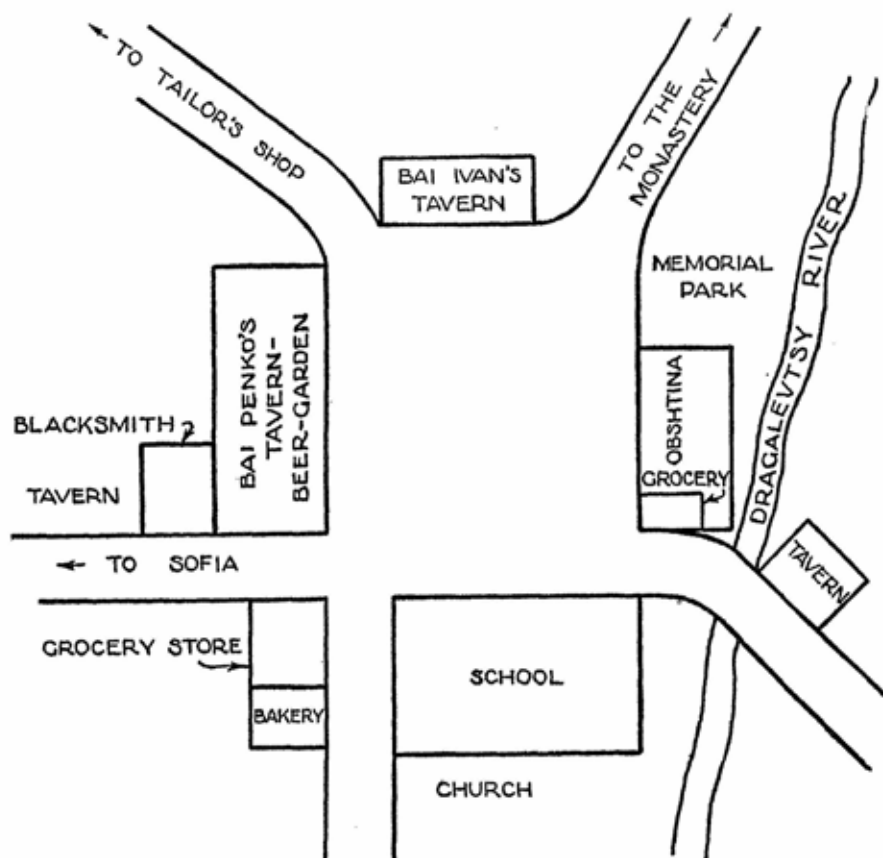 ← TO TAILOR'S SHOP
TO THE
MONASTERY →
BAI IVAN'S
TAVERN
MEMORIAL
PARK
DRAGALEVTSY RIVER
BAI PENKO'S
TAVERN-
BEER-GARDEN
OBSHTINA
BLACKSMITH
GROCERY
TAVERN
TAVERN
← TO SOFIA
GROCERY STORE
SCHOOL
BAKERY
CHURCH